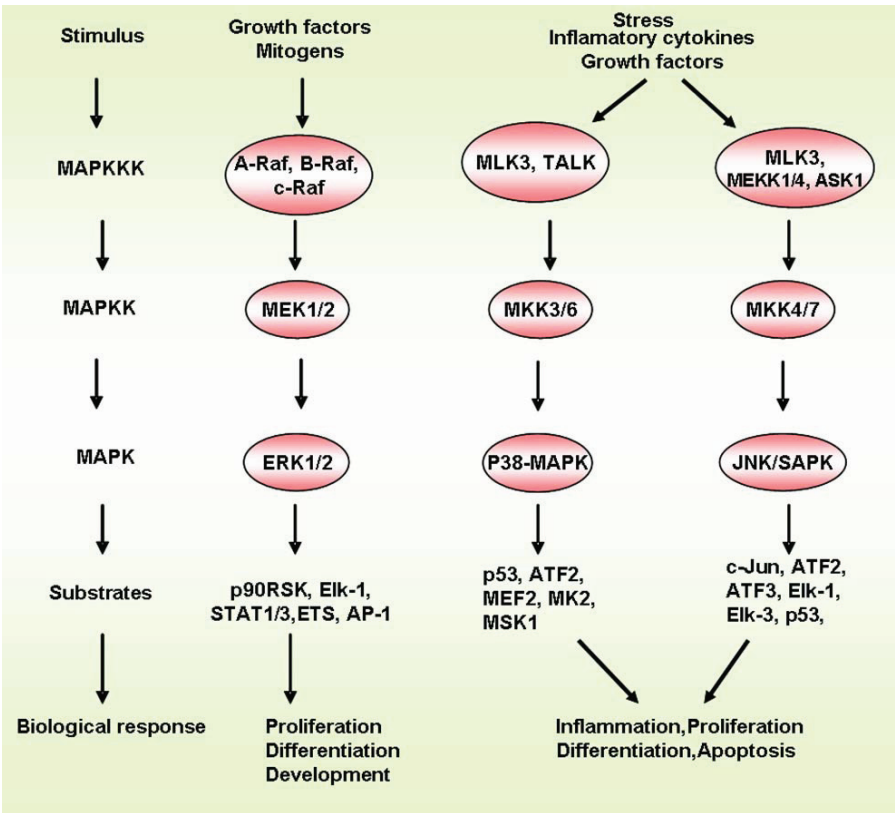 Stimulus
Growth factors
Mitogens
Stress
Inflamatory cytokines
Growth factors
MAPKKK
A-Raf, B-Raf,
c-Raf
MLK3, TALK
MLK3,
MEKK1/4, ASK1
MAPKK
MEK1/2
MKK3/6
MKK4/7
MAPK
ERK1/2
P38-MAPK
JNK/SAPK
Substrates
p90RSK, Elk-1,
STAT1/3,ETS, AP-1
p53, ATF2,
MEF2, MK2,
MSK1
c-Jun, ATF2,
ATF3, Elk-1,
Elk-3, p53,
Biological response
Proliferation
Differentiation
Development
Inflammation,Proliferation
Differentiation,Apoptosis